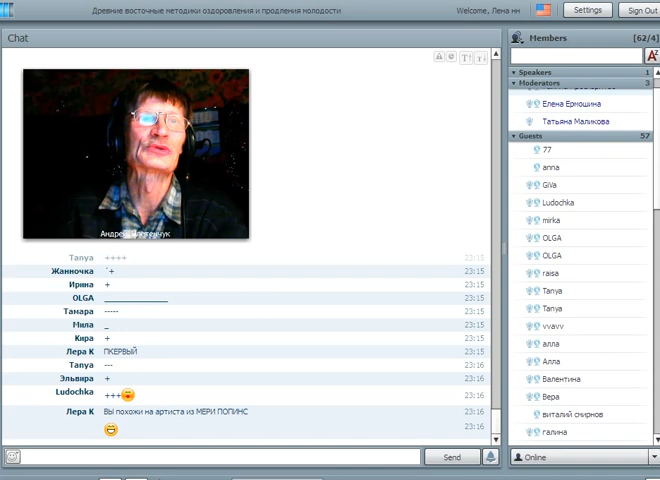 Древние восточные методики оздоровления и продления молодости
Welcome, Лена нн
Settings
Sign Out
Chat
Андрей
Tanya ++++ 23:15
Жанночка `+ 23:15
Ирина + 23:15
OLGA ____________ 23:15
Тамара ----- 23:15
Мила _ 23:15
Кира + 23:15
Лера К ПКЕРВЫЙ 23:15
Tanya --- 23:16
Эльвира + 23:16
Ludochka +++ 23:16
Лера К ВЫ похожи на артиста из МЕРИ ПОПИНС 23:16
23:16
Send
Members [62/4]
Speakers 1
Moderators 3
Елена Ермошина
Татьяна Маликова
Guests 57
77
anna
GiVa
Ludochka
mirka
OLGA
OLGA
raisa
Tanya
Tanya
vvavv
алла
Алла
Валентина
Вера
виталий смирнов
галина
Online